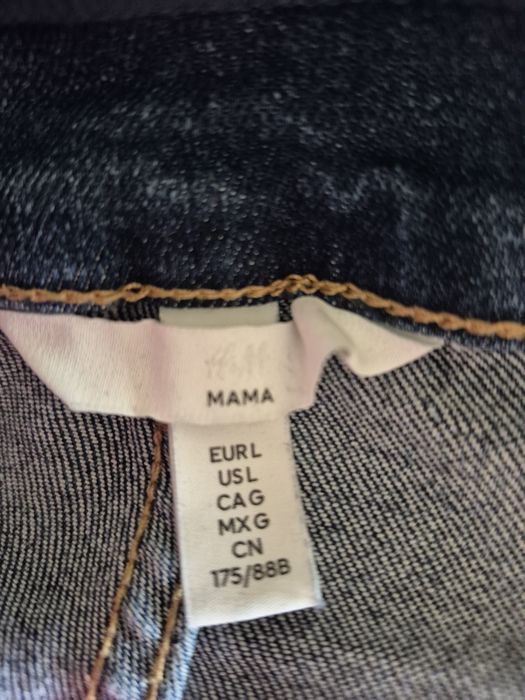 H&M
MAMA
EUR L
US L
CA G
MX G
CN
175/88B